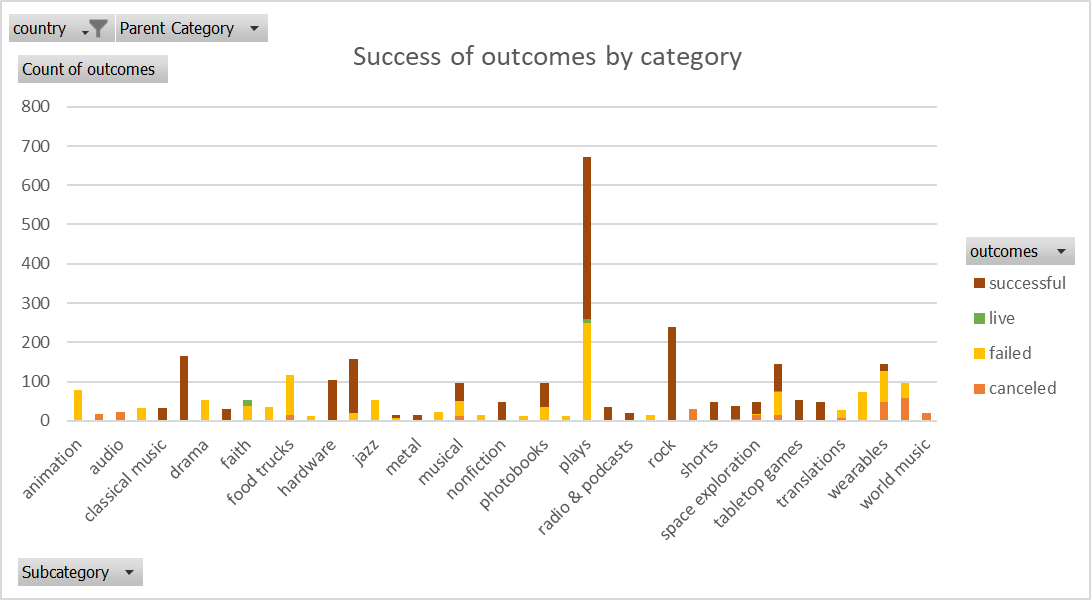 country
Parent Category
Success of outcomes by category
Count of outcomes
800
700
600
500
400
300
200
100
0
animation
audio
classical music
drama
faith
food trucks
hardware
jazz
metal
musical
nonfiction
photobooks
plays
radio & podcasts
rock
shorts
space exploration
tabletop games
translations
wearables
world music
outcomes
successful
live
failed
canceled
Subcategory